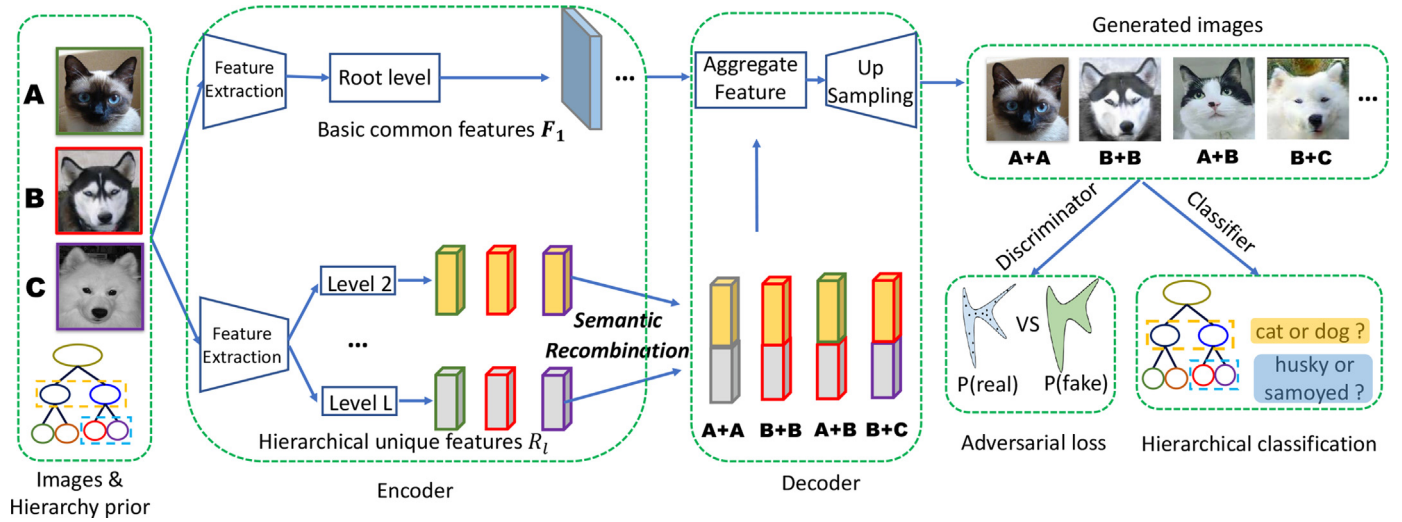 A
B
C
Images &
Hierarchy prior
Feature
Extraction
Root level
...
Basic common features F₁
Feature
Extraction
Level 2
...
Level L
Hierarchical unique features Rₗ
Semantic
Recombination
Encoder
Aggregate
Feature
Up
Sampling
A+A B+B A+B B+C
Decoder
Generated images
...
A+A B+B A+B B+C
Discriminator
Classifier
VS
P(real) P(fake)
Adversarial loss
cat or dog ?
husky or
samoyed ?
Hierarchical classification